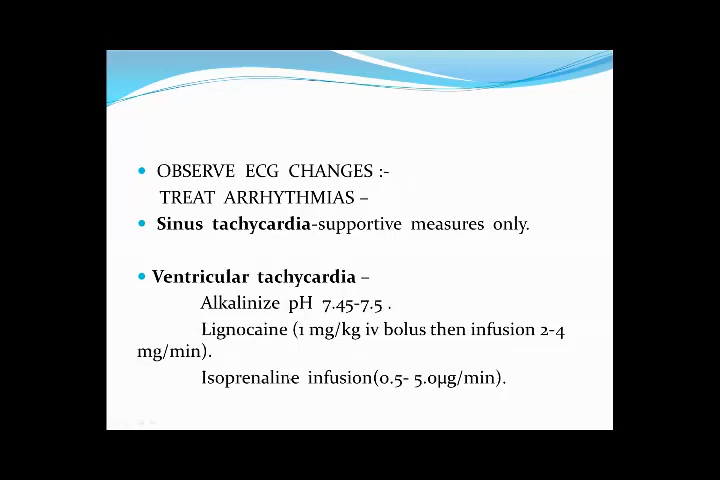 OBSERVE ECG CHANGES :-
TREAT ARRHYTHMIAS –
Sinus tachycardia-supportive measures only.
Ventricular tachycardia –
Alkalinize pH 7.45-7.5 .
Lignocaine (1 mg/kg iv bolus then infusion 2-4
mg/min).
Isoprenaline infusion(0.5- 5.0µg/min).